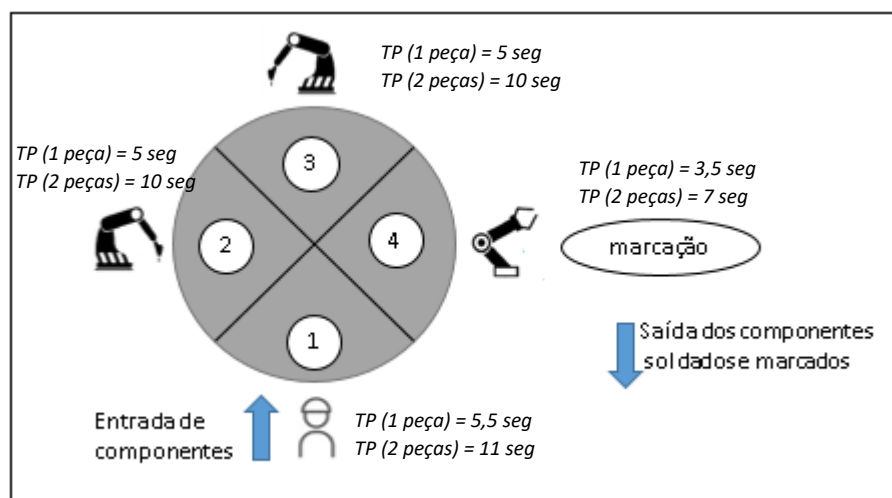 TP (1 peça) = 5 seg
TP (2 peças) = 10 seg
TP (1 peça) = 5 seg
TP (2 peças) = 10 seg
3
TP (1 peça) = 3,5 seg
TP (2 peças) = 7 seg
2
4
marcação
1
Saída dos componentes
soldados e marcados
Entrada de
componentes
TP (1 peça) = 5,5 seg
TP (2 peças) = 11 seg